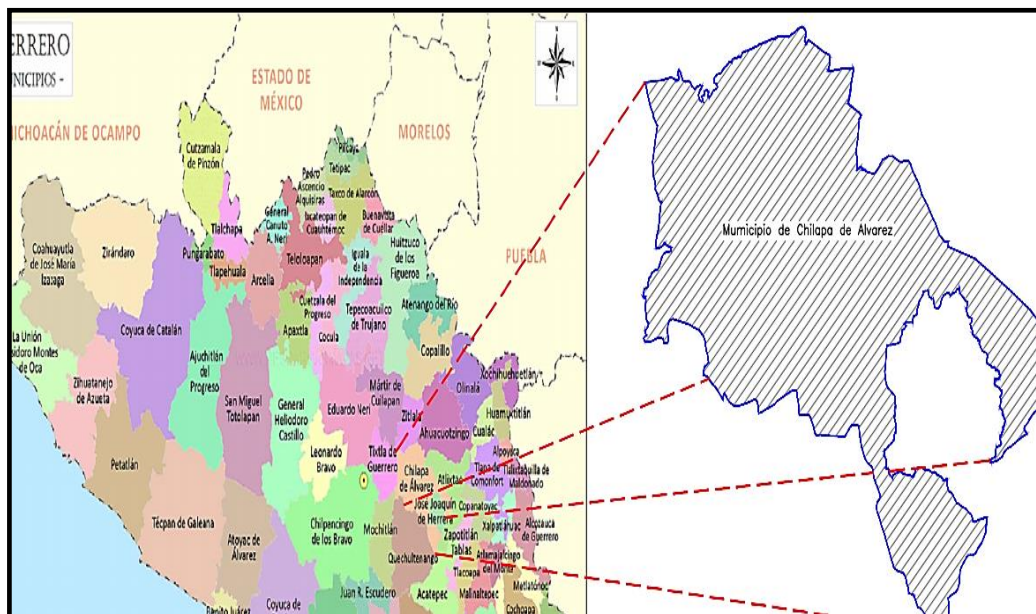 ERRERO
NICIPIOS -
ESTADO DE
MÉXICO
MICHOACÁN DE OCAMPO
MORELOS
PUEBLA
Cutzamala
de Pinzón
Pilcaya
Tetipac
Pedro
Ascencio
Alquisiras
Taxco de Alarcón
Ixcateopan de
Cuauhtémoc
Buenavista
de Cuéllar
Tlalchapa
General
Canuto
A. Neri
Coahuayutla
de José María
Izazaga
Zirándaro
Pungarabato
Tlapehuala
Arcelia
Teloloapan
Iguala
de la
Independencia
Huitzuco
de los
Figueroa
Atenango del Río
Cuetzala del
Progreso
Tepecoacuilco
de Trujano
Coyuca de Catalán
Apaxtla
Cocula
Copalillo
La Unión
Isidoro Montes
de Oca
Ajuchitlán
del
Progreso
Zihuatanejo
de Azueta
San Miguel
Totolapan
General
Heliodoro
Castillo
Eduardo Neri
Mártir de
Cuilapan
Zitlala
Olinalá
Xochihuehuetlán
Huamuxtitlán
Ahuacuotzingo
Cualác
Petatlán
Leonardo
Bravo
Tixtla
de
Guerrero
Chilapa
de Álvarez
Atlixtac
Alpoyeca
Tlapa de
Comonfort
Tlalixtaquilla de
Maldonado
Técpan de Galeana
Chilpancingo
de los Bravo
Mochitlán
José Joaquín
de Herrera
Copanatoyac
Zapotitlán
Tablas
Xalpatláhuac
Alcozauca
de Guerrero
Atoyac de
Álvarez
Quechultenango
Atlamajalcingo
del Monte
Tlacoapa
Metlatónoc
Benito Juárez
Coyuca de
Juan R. Escudero
Acatepec
Malinaltepec
Cochoapa
Municipio de Chilapa de Alvarez